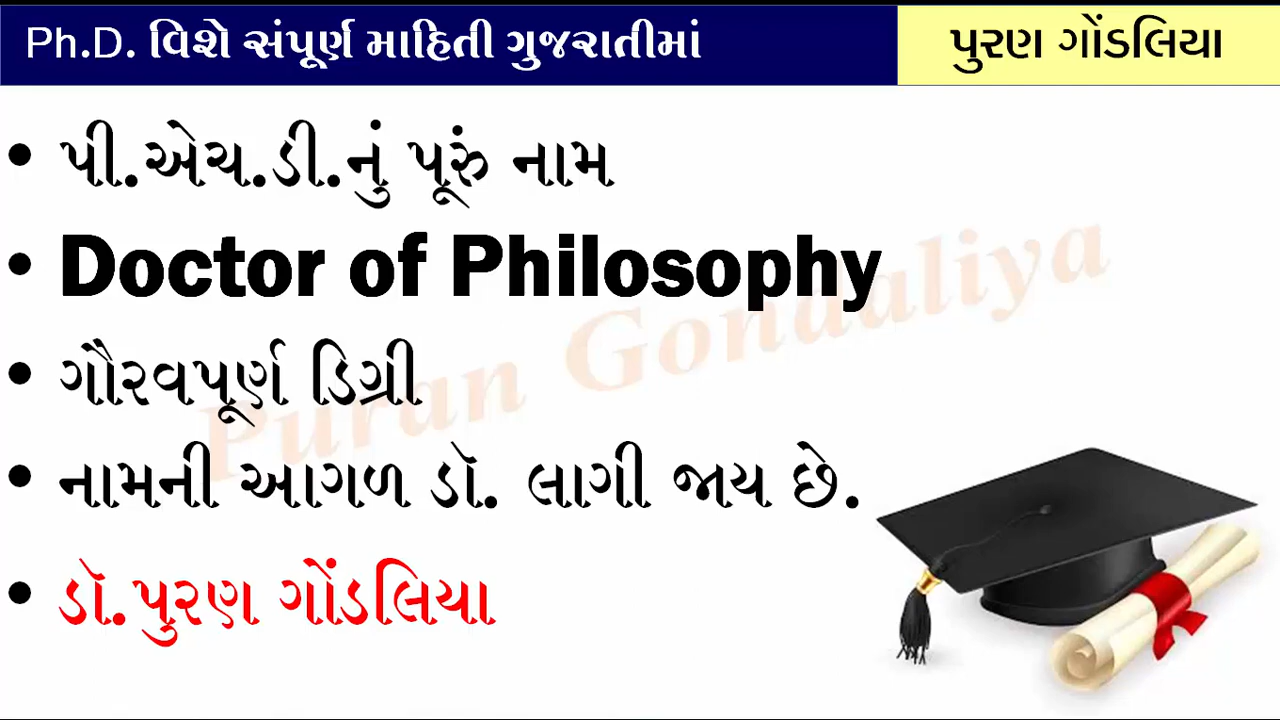 Ph.D. વિશે સંપૂર્ણ માહિતી ગુજરાતીમાં
પુરણ ગોંડલિયા
• પી.એચ.ડી.નું પૂરું નામ
• Doctor of Philosophy
• ગૌરવપૂર્ણ ડિગ્રી
• નામની આગળ ડૉ. લાગી જાય છે.
• ડૉ.પુરણ ગોંડલિયા
Puran Gondaliya